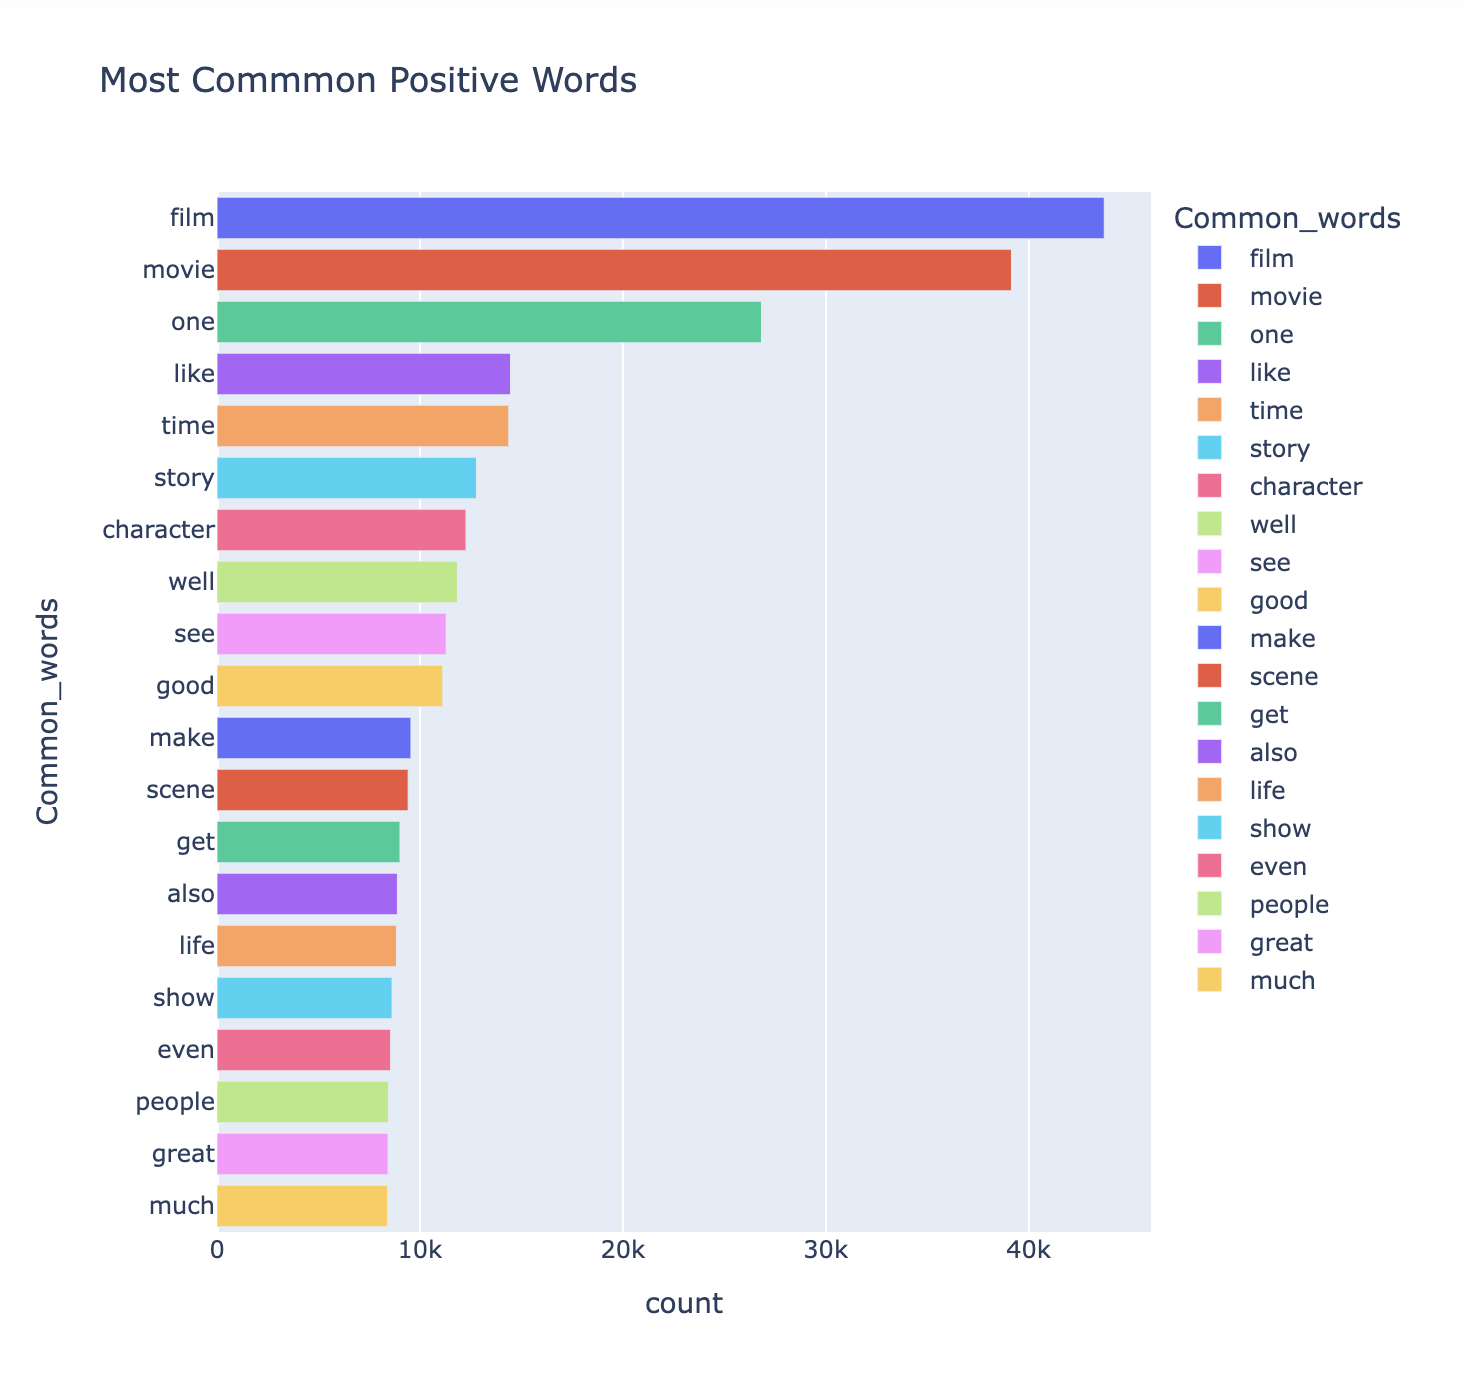 Most Commmon Positive Words
film
movie
one
like
time
story
character
well
see
good
make
scene
get
also
life
show
even
people
great
much
Common_words
0 10k 20k 30k 40k
count
Common_words
film
movie
one
like
time
story
character
well
see
good
make
scene
get
also
life
show
even
people
great
much